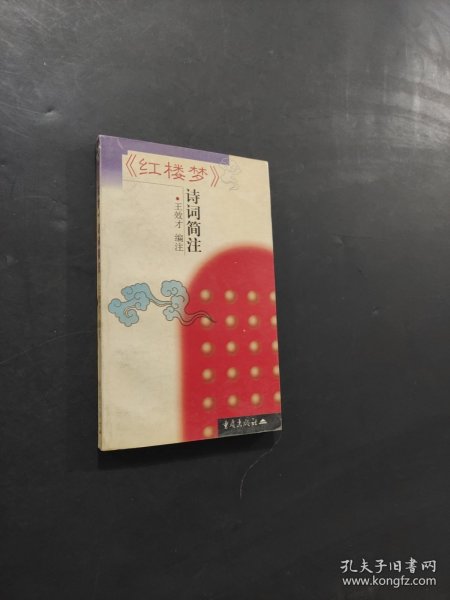 《红楼梦》
诗词简注
•王效才 编注
重庆出版社
孔夫子旧书网
www.kongfz.com